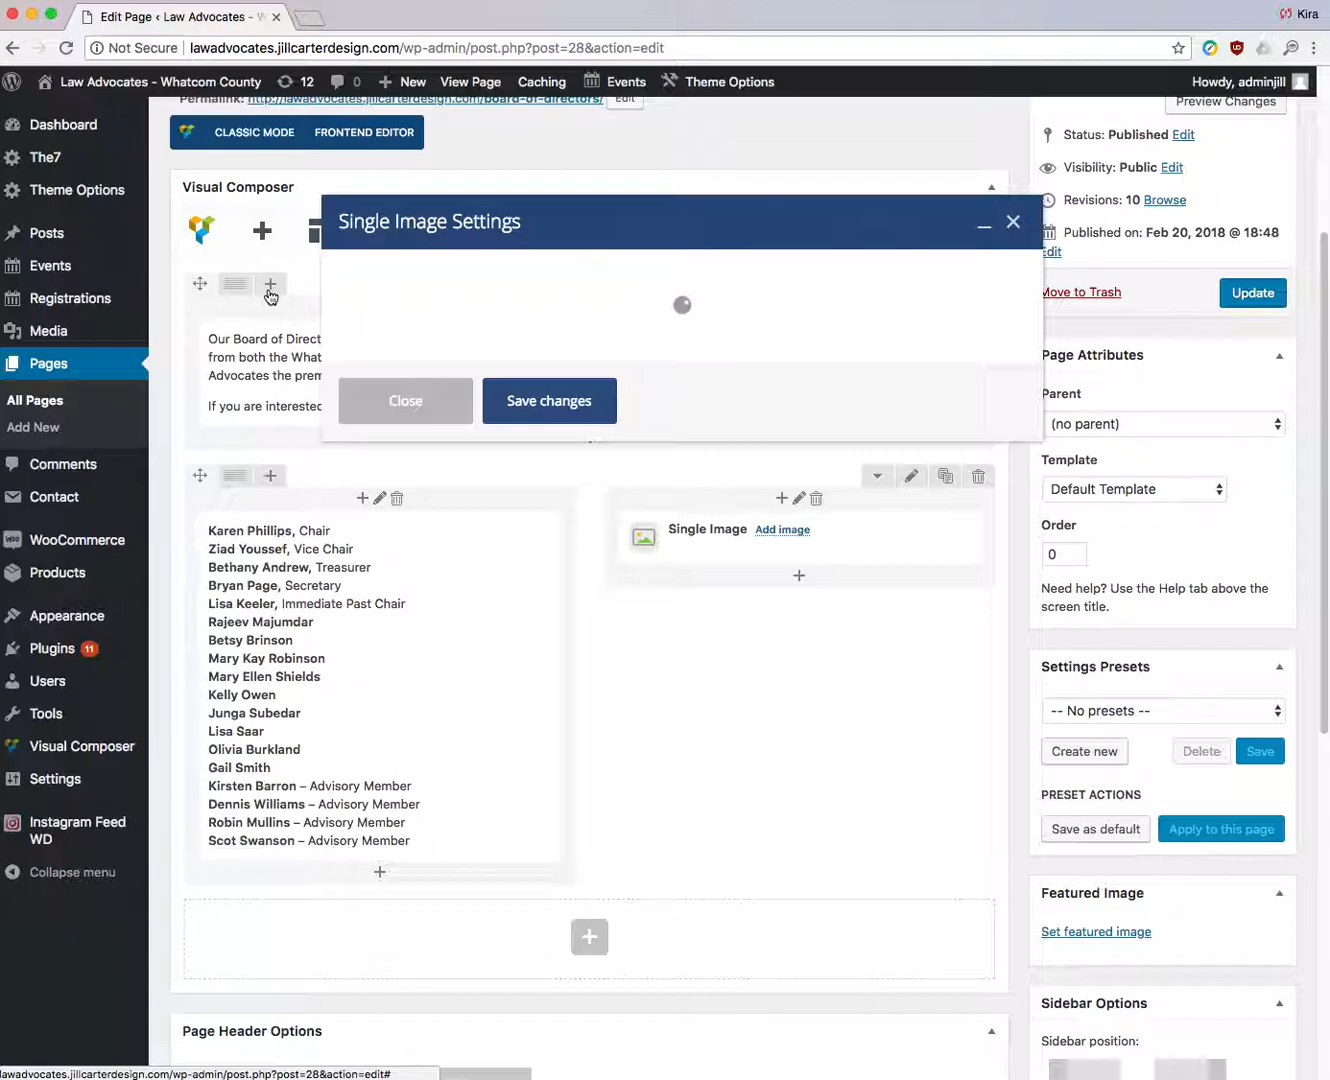 Edit Page ‹ Law Advocates -
Kira
Not Secure lawadvocates.jillcarterdesign.com/wp-admin/post.php?post=28&action=edit
Law Advocates - Whatcom County 12 0 New View Page Caching Events Theme Options Howdy, adminjill
Permalink: http://lawadvocates.jillcarterdesign.com/board-of-directors/ Edit
CLASSIC MODE FRONTEND EDITOR
Visual Composer
Single Image Settings
Our Board of Direct
from both the What
Advocates the prem
If you are interested
Close
Save changes
Karen Phillips, Chair
Ziad Youssef, Vice Chair
Bethany Andrew, Treasurer
Bryan Page, Secretary
Lisa Keeler, Immediate Past Chair
Rajeev Majumdar
Betsy Brinson
Mary Kay Robinson
Mary Ellen Shields
Kelly Owen
Junga Subedar
Lisa Saar
Olivia Burkland
Gail Smith
Kirsten Barron – Advisory Member
Dennis Williams – Advisory Member
Robin Mullins – Advisory Member
Scot Swanson – Advisory Member
Single Image Add image
Page Header Options
Dashboard
The7
Theme Options
Posts
Events
Registrations
Media
Pages
All Pages
Add New
Comments
Contact
WooCommerce
Products
Appearance
Plugins 11
Users
Tools
Visual Composer
Settings
Instagram Feed
WD
Collapse menu
Preview Changes
Status: Published Edit
Visibility: Public Edit
Revisions: 10 Browse
Published on: Feb 20, 2018 @ 18:48
Edit
Move to Trash
Update
Page Attributes
Parent
(no parent)
Template
Default Template
Order
0
Need help? Use the Help tab above the
screen title.
Settings Presets
-- No presets --
Create new
Delete
Save
PRESET ACTIONS
Save as default
Apply to this page
Featured Image
Set featured image
Sidebar Options
Sidebar position:
lawadvocates.jillcarterdesign.com/wp-admin/post.php?post=28&action=edit#